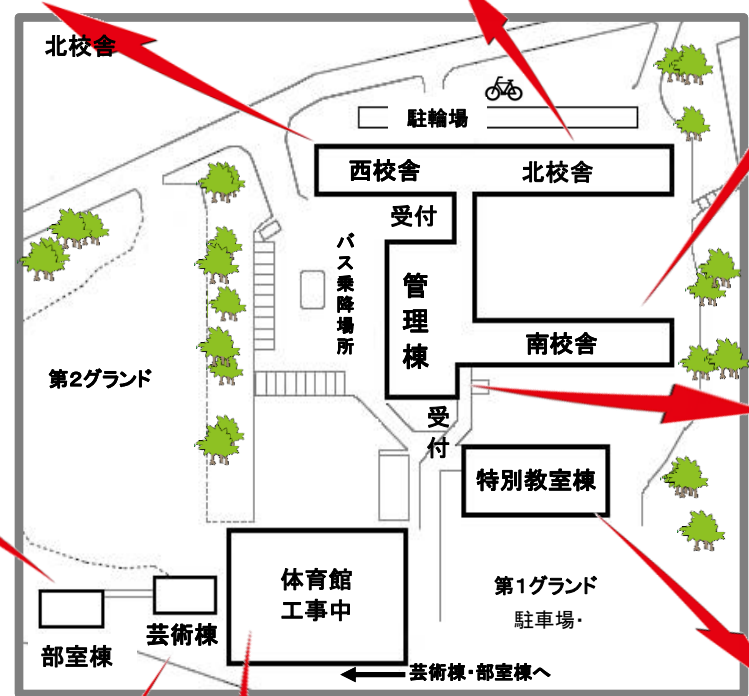 北校舎
駐輪場
西校舎
北校舎
受付
バス乗降場所
管理棟
南校舎
第2グランド
受付
特別教室棟
体育館
工事中
第1グランド
駐車場・
芸術棟
部室棟
芸術棟・部室棟へ